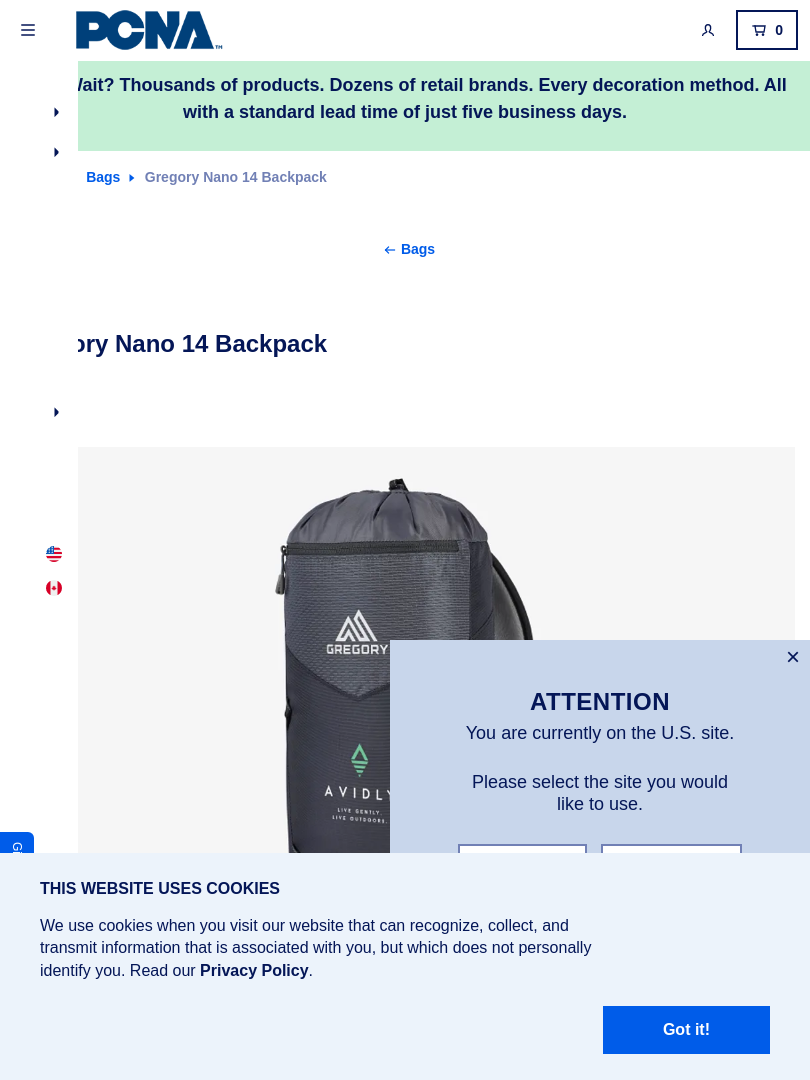 PCNA™
0
Wait? Thousands of products. Dozens of retail brands. Every decoration method. All
with a standard lead time of just five business days.
Bags
Gregory Nano 14 Backpack
Bags
ory Nano 14 Backpack
GREGORY
AVIDLY
LIVE GENTLY.
LIVE OUTDOORS.
ATTENTION
You are currently on the U.S. site.
Please select the site you would
like to use.
THIS WEBSITE USES COOKIES
We use cookies when you visit our website that can recognize, collect, and
transmit information that is associated with you, but which does not personally
identify you. Read our Privacy Policy.
Got it!